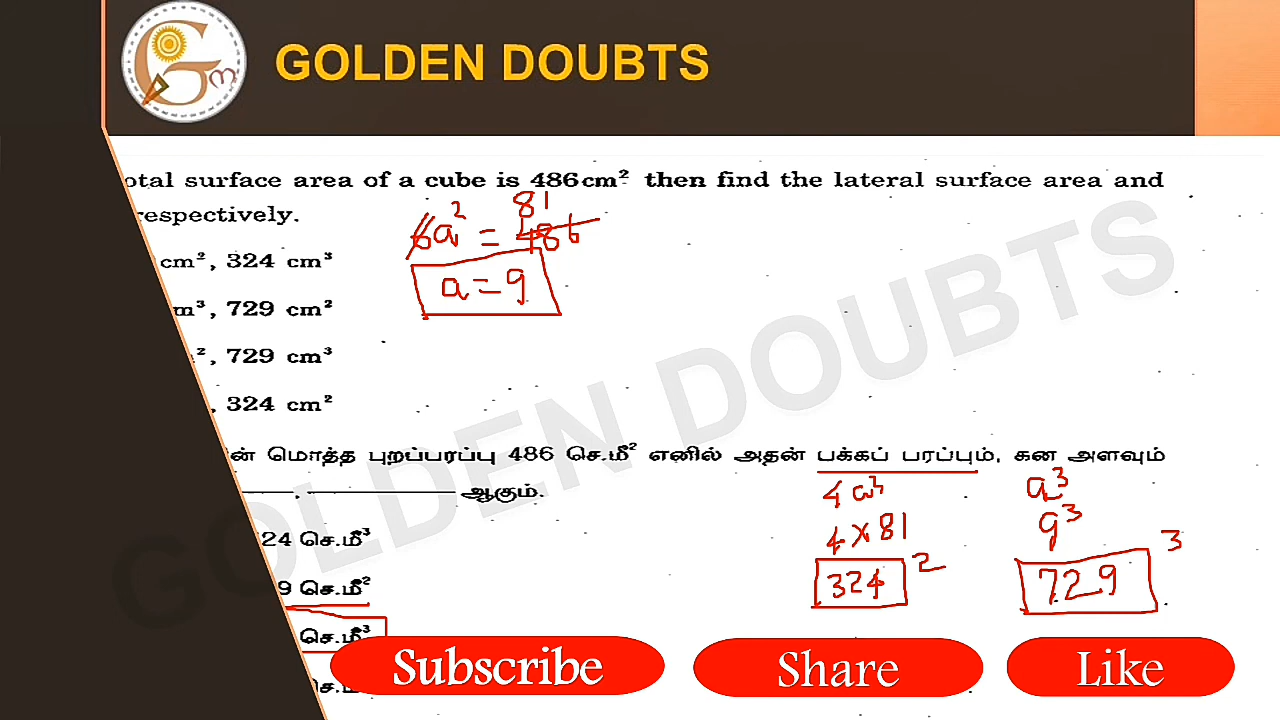 GOLDEN DOUBTS
otal surface area of a cube is 486cm² then find the lateral surface area and
respectively.
6a² = 486
81
a = 9
cm², 324 cm³
m³, 729 cm²
², 729 cm³
, 324 cm²
GOLDEN DOUBTS
ன் மொத்த புறப்பரப்பு 486 செ.மீ² எனில் அதன் பக்கப் பரப்பும், கன அளவும்
————, ———————— ஆகும்.
4a³ a³
4×81 9³
324 2 729 3
24 செ.மீ³
9 செ.மீ²
செ.மீ³
செ.மீ
Subscribe Share Like